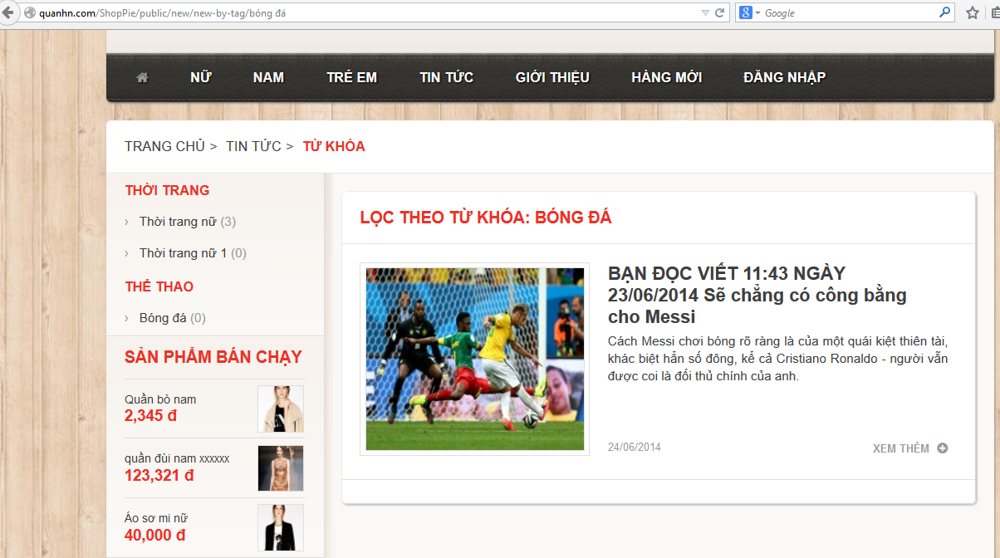 quanhn.com/ShopPie/public/new/new-by-tag/bóng đá
Google
NỮ NAM TRẺ EM TIN TỨC GIỚI THIỆU HÀNG MỚI ĐĂNG NHẬP
TRANG CHỦ > TIN TỨC > TỪ KHÓA
THỜI TRANG
› Thời trang nữ (3)
› Thời trang nữ 1 (0)
THỂ THAO
› Bóng đá (0)
SẢN PHẨM BÁN CHẠY
Quần bò nam
2,345 đ
quần đùi nam xxxxxx
123,321 đ
Áo sơ mi nữ
40,000 đ
LỌC THEO TỪ KHÓA: BÓNG ĐÁ
BẠN ĐỌC VIẾT 11:43 NGÀY
23/06/2014 Sẽ chẳng có công bằng
cho Messi
Cách Messi chơi bóng rõ ràng là của một quái kiệt thiên tài,
khác biệt hẳn số đông, kể cả Cristiano Ronaldo - người vẫn
được coi là đối thủ chính của anh.
24/06/2014 XEM THÊM